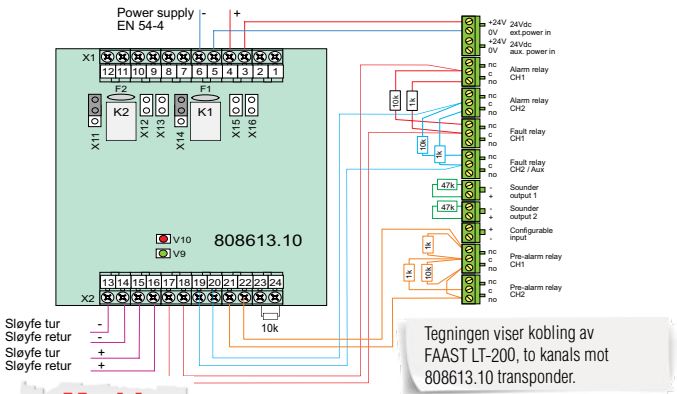 Power supply - +
EN 54-4
X1
12 11 10 9 8 7 6 5 4 3 2 1
F2 F1
K2 K1
X11 X12 X13 X14 X15 X16
V10
V9
808613.10
13 14 15 16 17 18 19 20 21 22 23 24
X2
10k
Sløyfe tur -
Sløyfe retur -
Sløyfe tur +
Sløyfe retur +
10k 1k
10k 1k
47k
47k
1k
1k 10k
+24V 24Vdc
0V ext.power in
+24V 24Vdc
0V aux. power in
nc
c Alarm relay
no CH1
nc
c Alarm relay
no CH2
nc
c Fault relay
no CH1
nc
c Fault relay
no CH2 / Aux
- Sounder
+ output 1
- Sounder
+ output 2
+ Configurable
- input
nc
c Pre-alarm relay
no CH1
nc
c Pre-alarm relay
no CH2
Tegningen viser kobling av
FAAST LT-200, to kanals mot
808613.10 transponder.